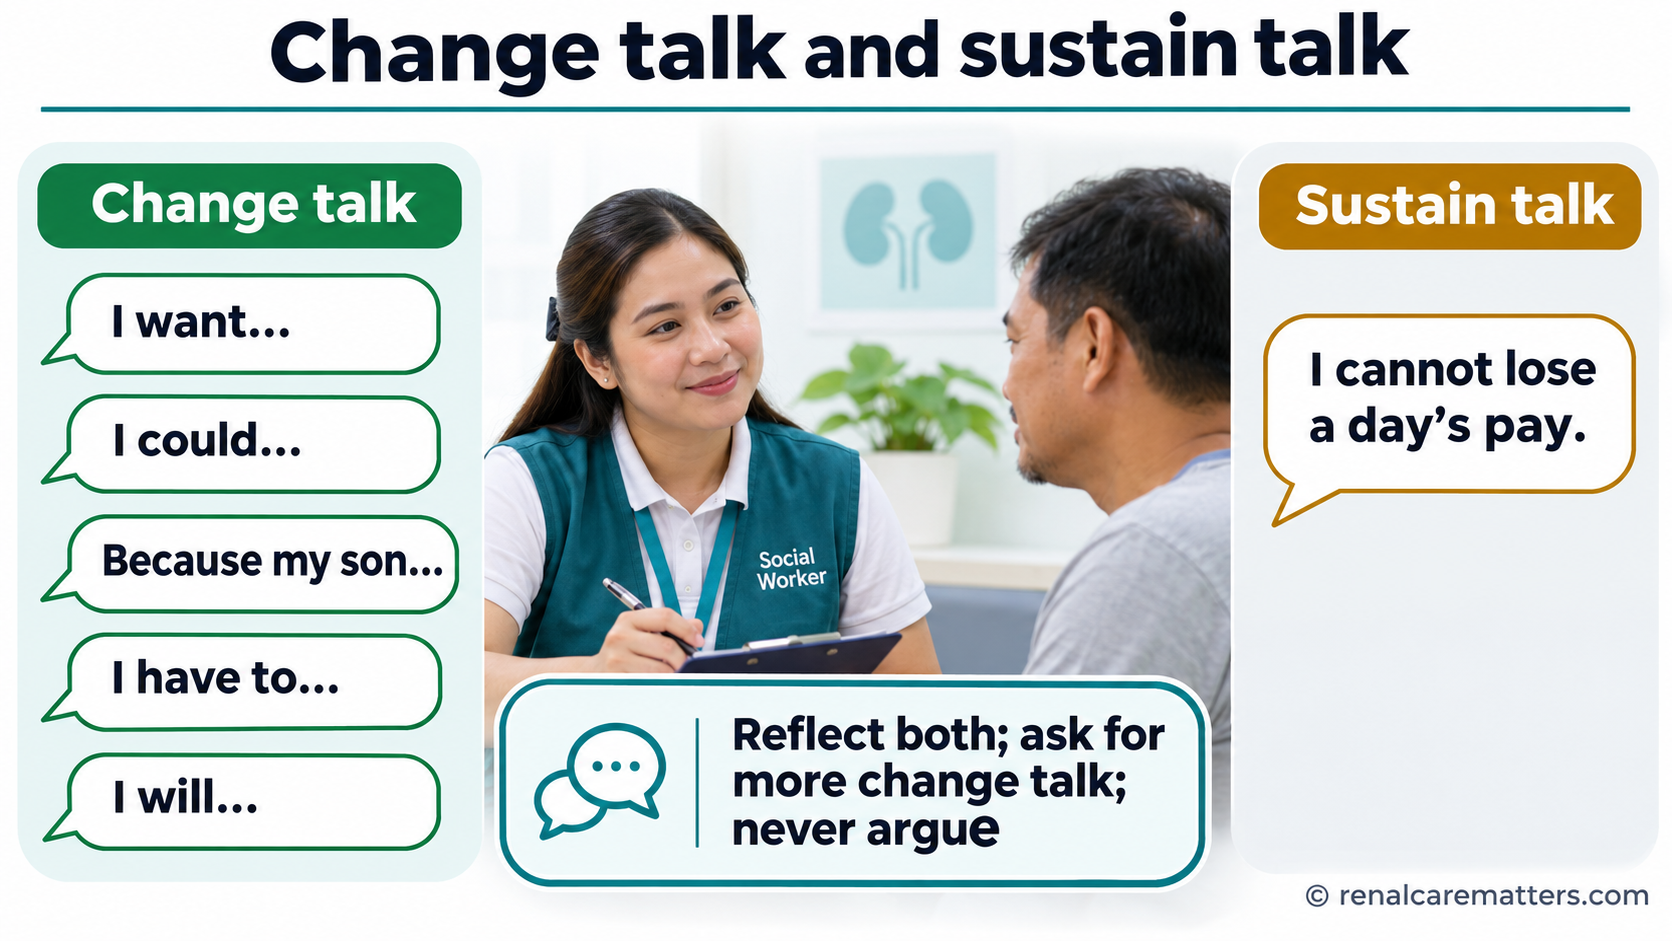 Change talk and sustain talk
Change talk
I want...
I could...
Because my son...
I have to...
I will...
Social
Worker
Reflect both; ask for
more change talk;
never argue
Sustain talk
I cannot lose
a day's pay.
© renalcarematters.com